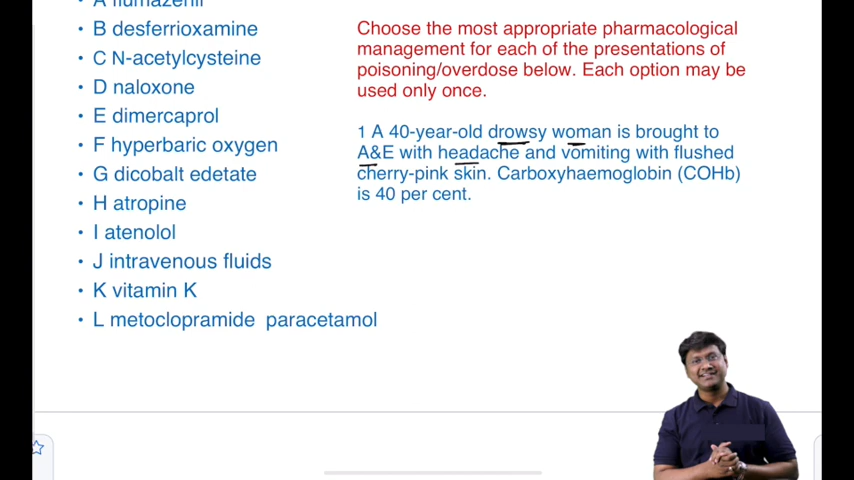 • A flumazenil
• B desferrioxamine
• C N-acetylcysteine
• D naloxone
• E dimercaprol
• F hyperbaric oxygen
• G dicobalt edetate
• H atropine
• I atenolol
• J intravenous fluids
• K vitamin K
• L metoclopramide paracetamol
Choose the most appropriate pharmacological
management for each of the presentations of
poisoning/overdose below. Each option may be
used only once.
1 A 40-year-old drowsy woman is brought to
A&E with headache and vomiting with flushed
cherry-pink skin. Carboxyhaemoglobin (COHb)
is 40 per cent.